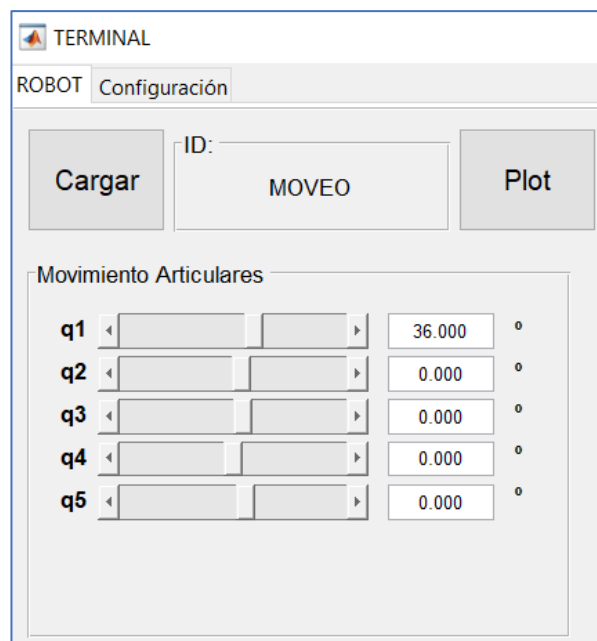 TERMINAL
ROBOT Configuración
Cargar ID: MOVEO Plot
Movimiento Articulares
q1 36.000 º
q2 0.000 º
q3 0.000 º
q4 0.000 º
q5 0.000 º